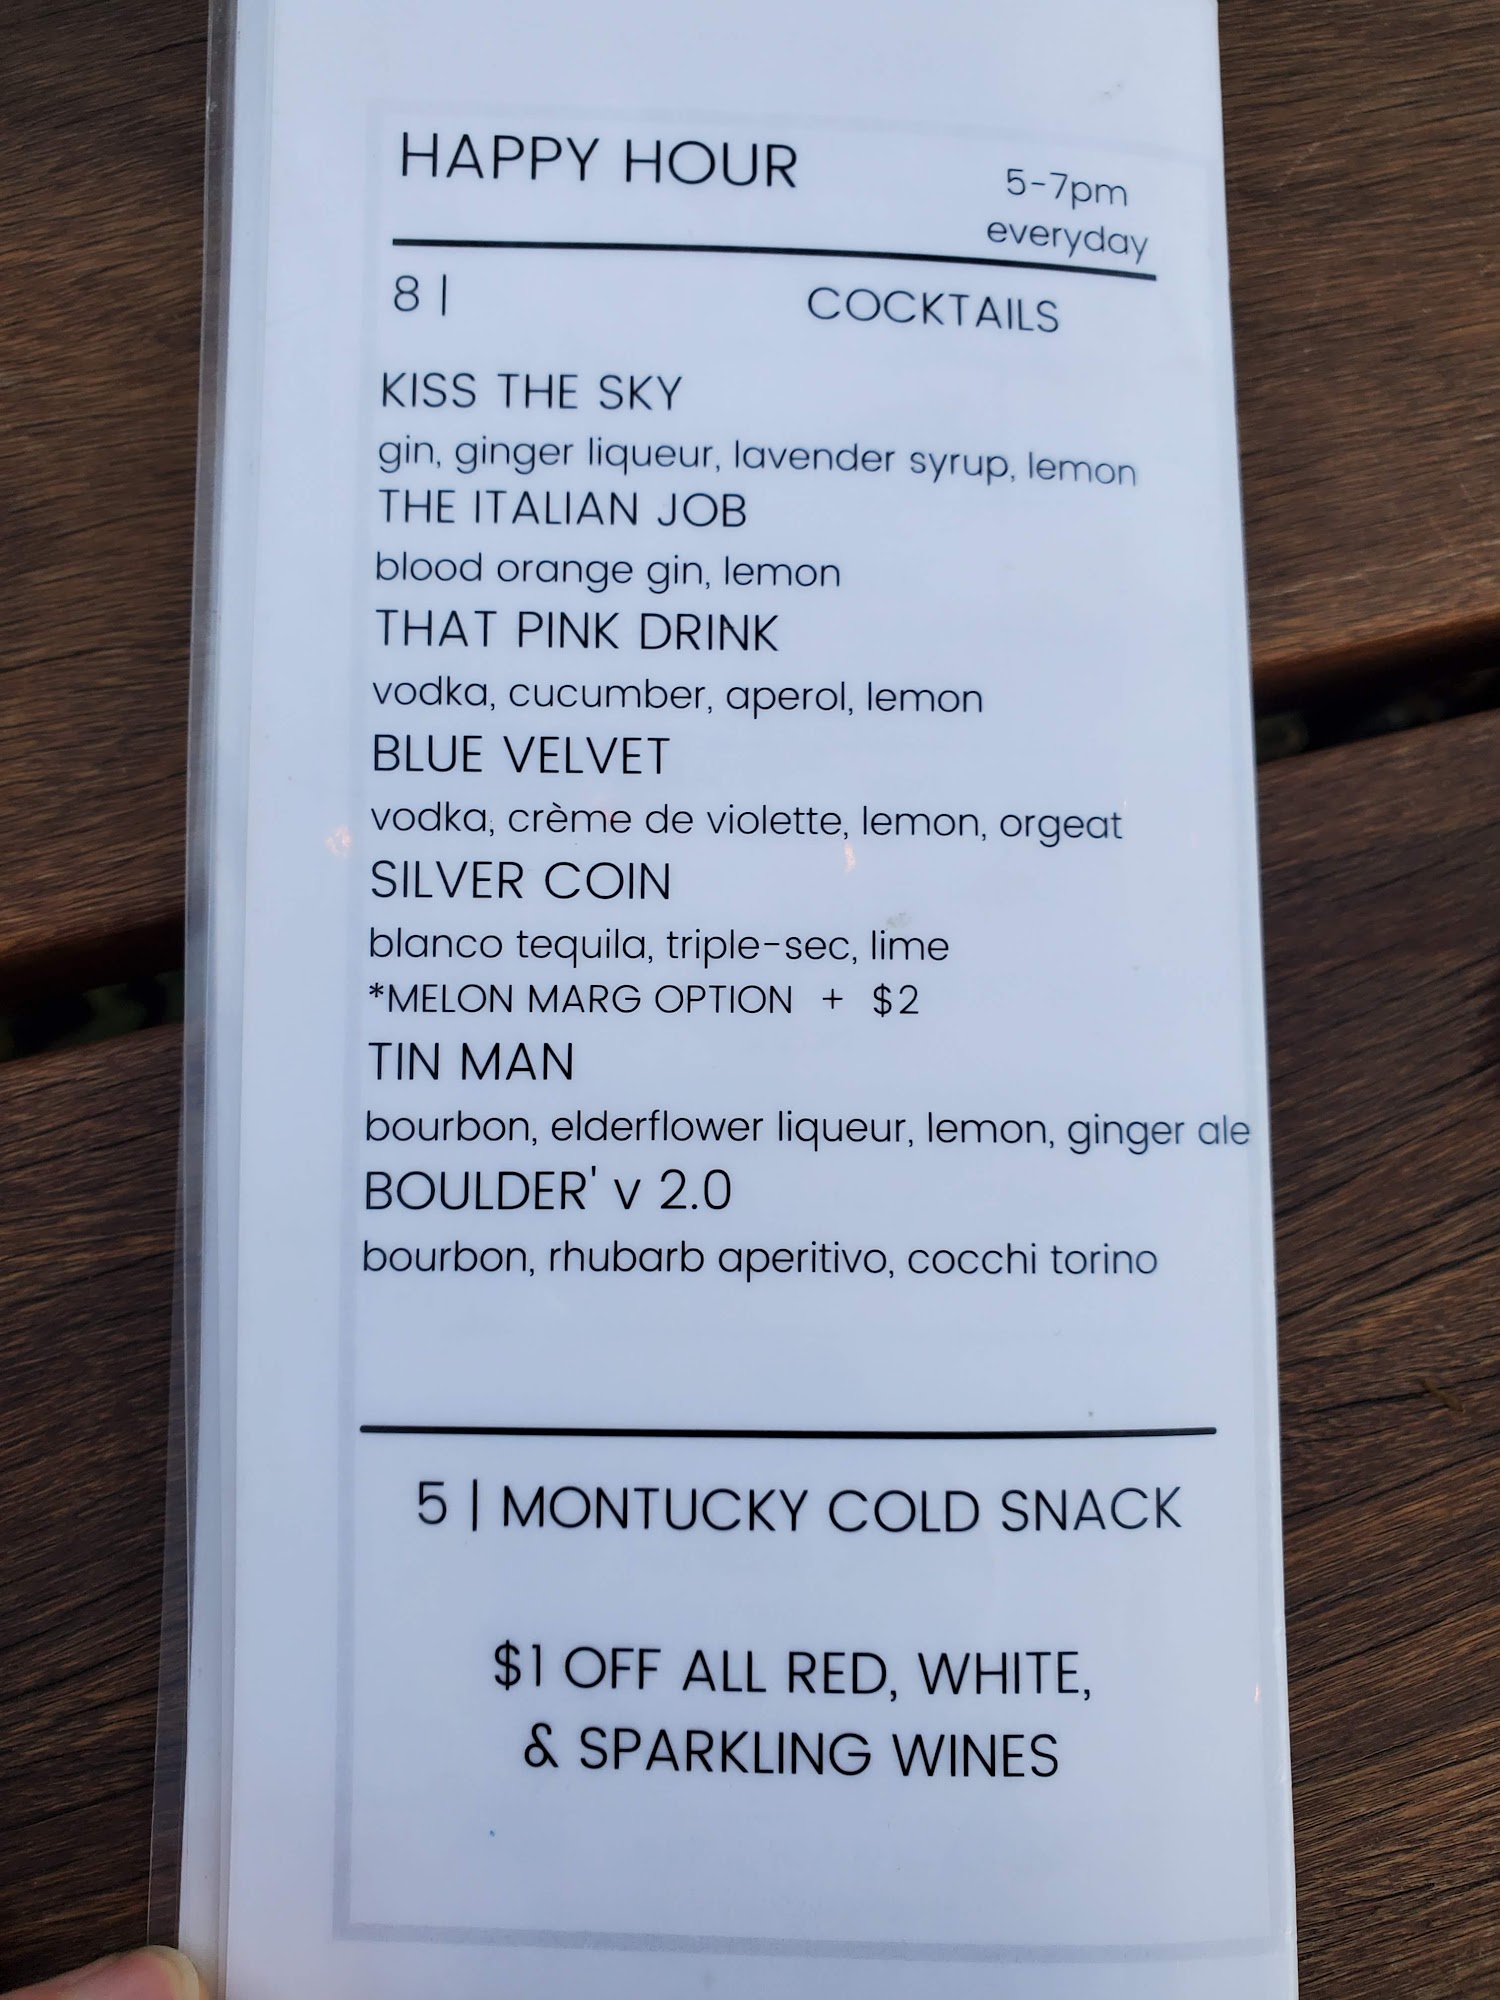 HAPPY HOUR
5-7pm
everyday
8 |
COCKTAILS
KISS THE SKY
gin, ginger liqueur, lavender syrup, lemon
THE ITALIAN JOB
blood orange gin, lemon
THAT PINK DRINK
vodka, cucumber, aperol, lemon
BLUE VELVET
vodka, crème de violette, lemon, orgeat
SILVER COIN
blanco tequila, triple-sec, lime
*MELON MARG OPTION + $2
TIN MAN
bourbon, elderflower liqueur, lemon, ginger ale
BOULDER' v 2.0
bourbon, rhubarb aperitivo, cocchi torino
5 | MONTUCKY COLD SNACK
$1 OFF ALL RED, WHITE,
& SPARKLING WINES